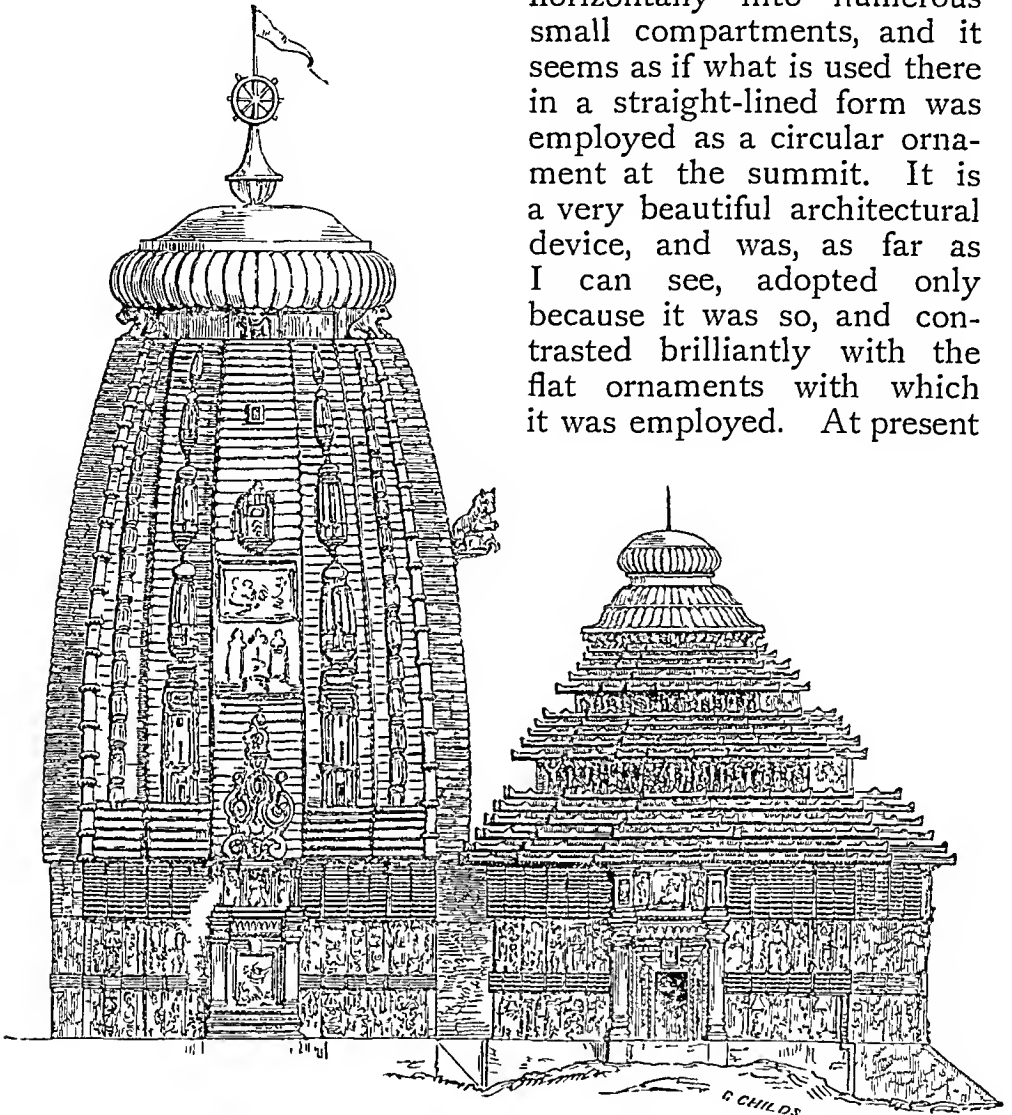 horizontally into numerous
small compartments, and it
seems as if what is used there
in a straight-lined form was
employed as a circular orna-
ment at the summit. It is
a very beautiful architectural
device, and was, as far as
I can see, adopted only
because it was so, and con-
trasted brilliantly with the
flat ornaments with which
it was employed. At present
G CHILDS